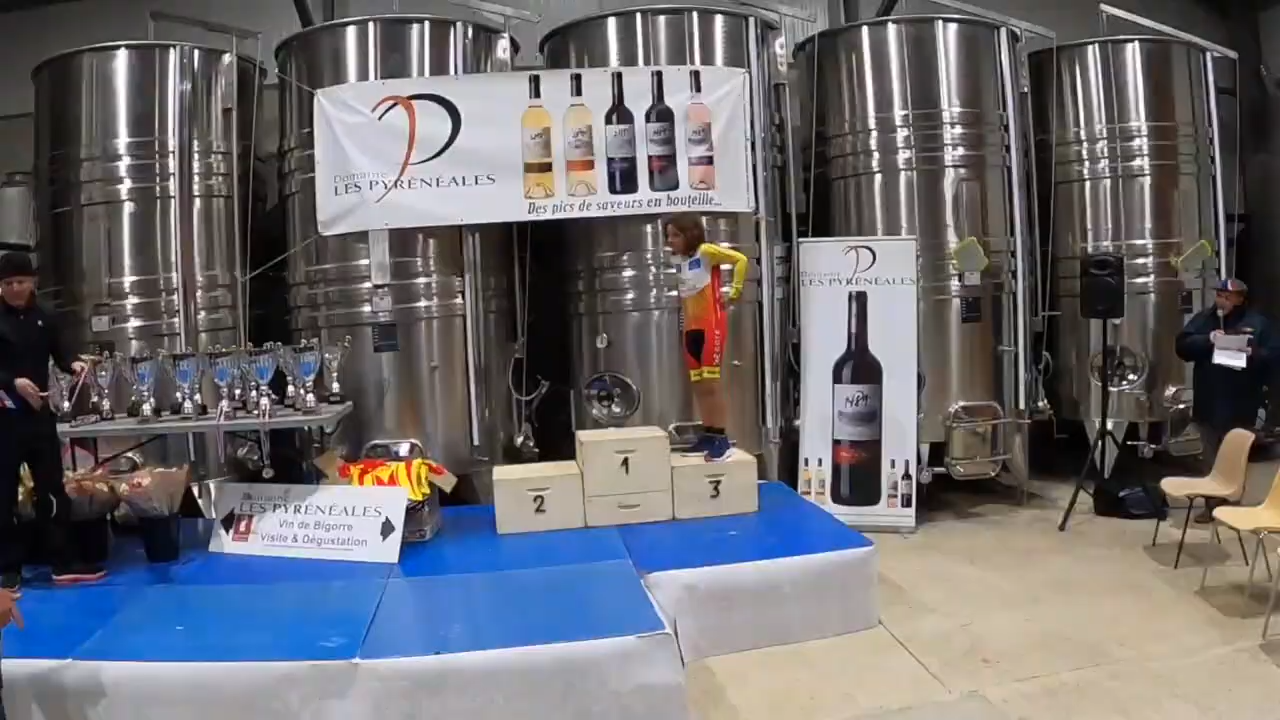 Domaine
LES PYRÉNÉALES
Des pics de saveurs en bouteille...
Domaine
LES PYRÉNÉALES
Domaine
LES PYRÉNÉALES
Vin de Bigorre
Visite & Dégustation
1
2
3